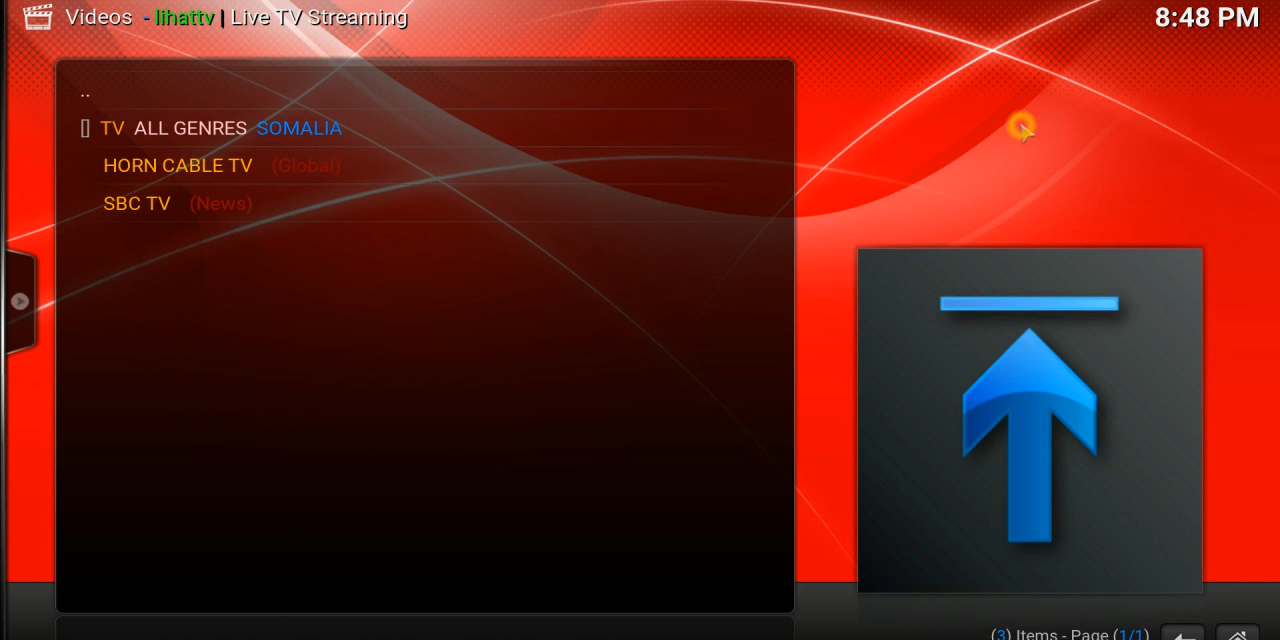 Videos - lihattv | Live TV Streaming
8:48 PM
..
[] TV ALL GENRES SOMALIA
HORN CABLE TV (Global)
SBC TV (News)
(3) Items - Page (1/1)